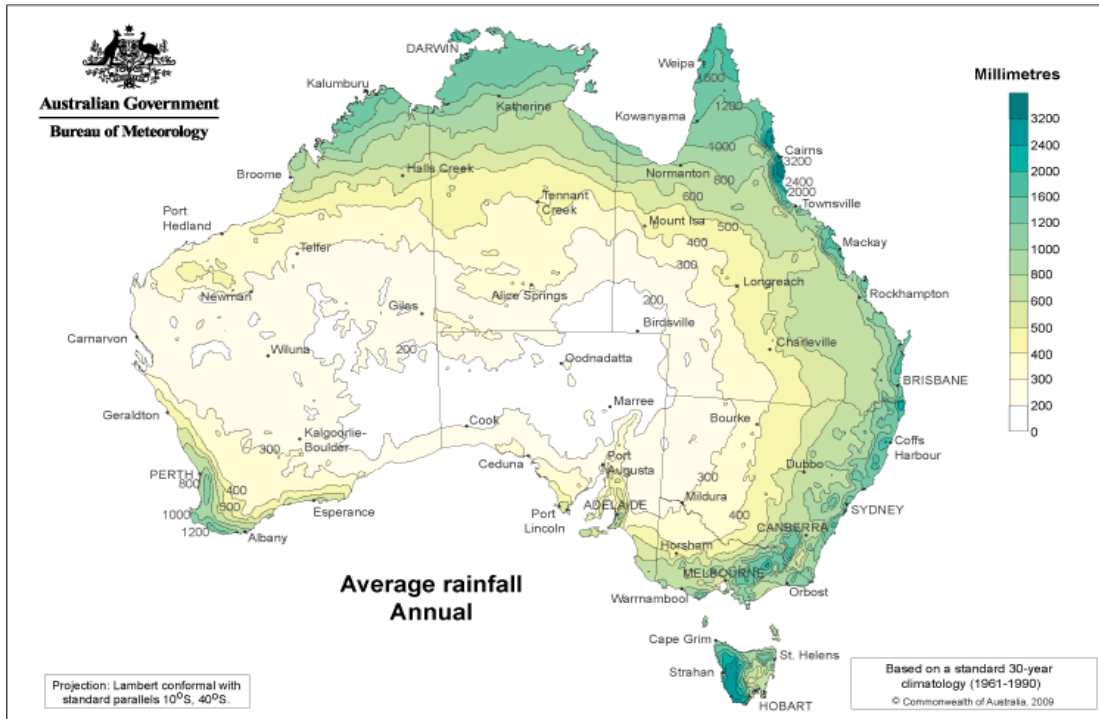 Australian Government
Bureau of Meteorology
DARWIN
Kalumburu
Katherine
Weipa
1600
1200
Kowanyama
1000
Cairns
3200
2400
2000
Millimetres
3200
2400
2000
1600
1200
1000
800
600
500
400
300
200
0
Broome
Halls Creek
Normanton
800
600
Townsville
Tennant
Creek
Mount Isa
500
400
300
Mackay
Port
Hedland
Telfer
Newman
Giles
Alice Springs
Longreach
Rockhampton
200
Birdsville
Carnarvon
Wiluna
200
Oodnadatta
Charleville
BRISBANE
Geraldton
Kalgoorlie-
Boulder
300
Cook
Marree
Bourke
Coffs
Harbour
PERTH
800
400
500
1000
1200
Albany
Esperance
Ceduna
Port
Augusta
Port
Lincoln
ADELAIDE
300
Mildura
400
Dubbo
SYDNEY
CANBERRA
Horsham
MELBOURNE
Warrnambool
Orbost
Average rainfall
Annual
Cape Grim
St. Helens
Strahan
HOBART
Projection: Lambert conformal with
standard parallels 10°S, 40°S.
Based on a standard 30-year
climatology (1961-1990)
© Commonwealth of Australia, 2009